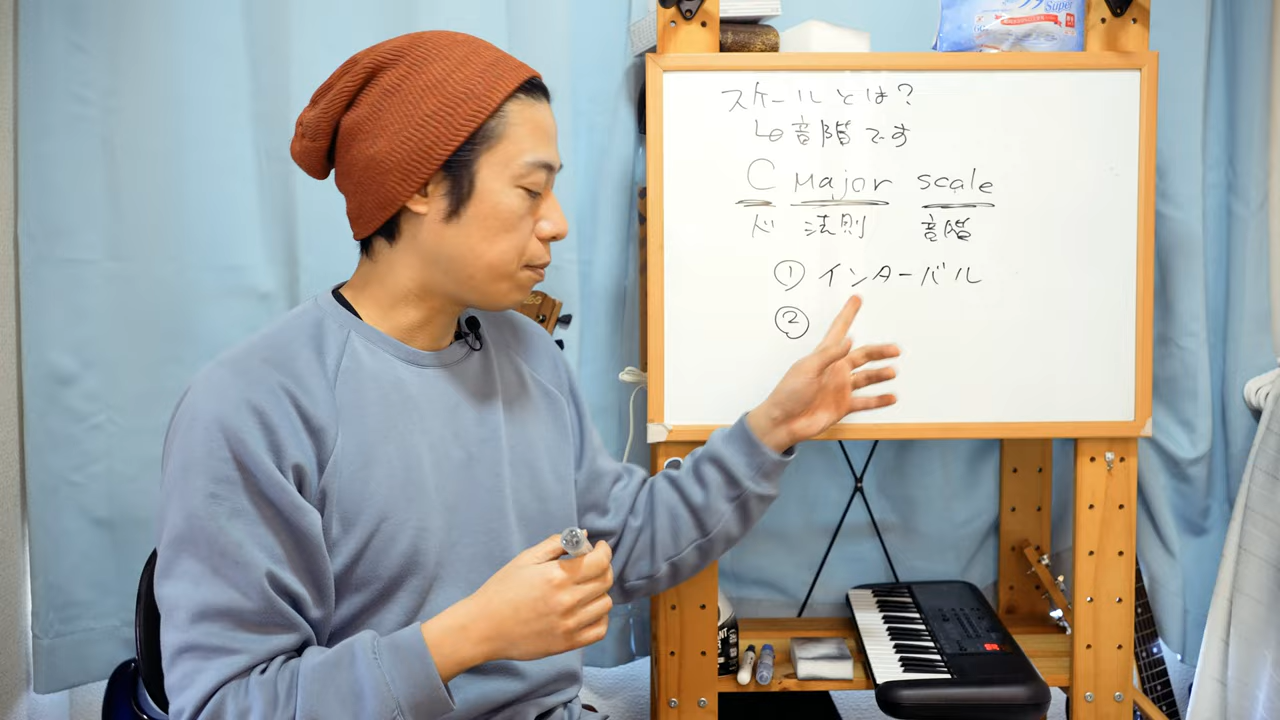 Super
スケールとは?
↳音階です
C Major scale
ド 法則 音階
① インターバル
②